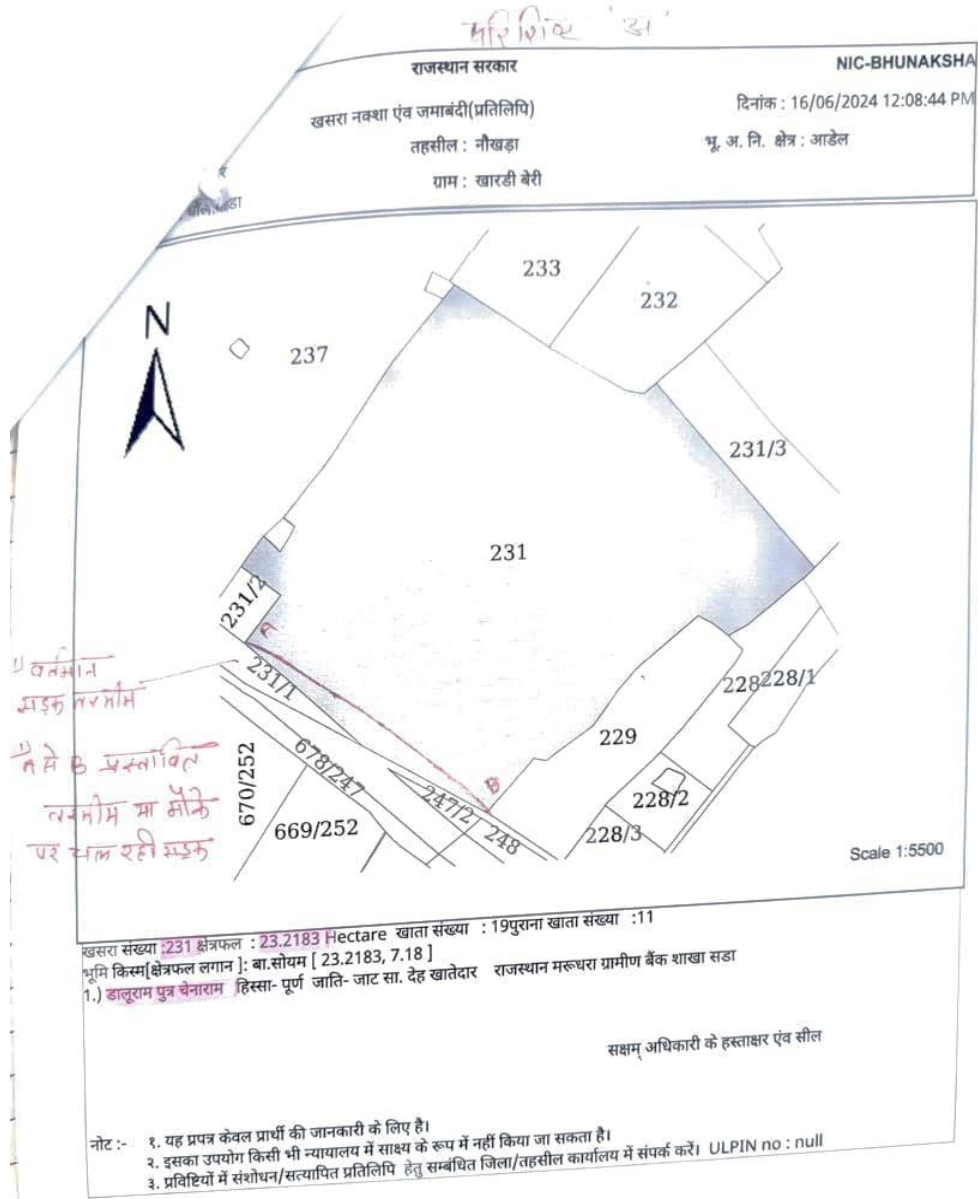 परिशिष्ट 'अ'
राजस्थान सरकार
NIC-BHUNAKSHA
खसरा नक्शा एंव जमाबंदी(प्रतिलिपि)
दिनांक : 16/06/2024 12:08:44 PM
तहसील : नौखड़ा
भू. अ. नि. क्षेत्र : आडेल
ग्राम : खारडी बेरी
N
233
232
237
231/3
231
231/2
A
231/1
228
228/1
229
678/247
670/252
B
247/2
248
228/2
228/3
669/252
वर्तमान
सड़क तरमीम
A से B प्रस्तावित
तरमीम या मौके
पर चल रही सड़क
Scale 1:5500
खसरा संख्या :231 क्षेत्रफल : 23.2183 Hectare खाता संख्या : 19पुराना खाता संख्या :11
भूमि किस्म[क्षेत्रफल लगान ]: बा.सोयम [ 23.2183, 7.18 ]
1.) डालूराम पुत्र चेनाराम हिस्सा- पूर्ण जाति- जाट सा. देह खातेदार राजस्थान मरूधरा ग्रामीण बैंक शाखा सडा
सक्षम् अधिकारी के हस्ताक्षर एंव सील
नोट :- १. यह प्रपत्र केवल प्रार्थी की जानकारी के लिए है।
२. इसका उपयोग किसी भी न्यायालय में साक्ष्य के रूप में नहीं किया जा सकता है।
३. प्रविष्टियों में संशोधन/सत्यापित प्रतिलिपि हेतु सम्बंधित जिला/तहसील कार्यालय में संपर्क करें। ULPIN no : null